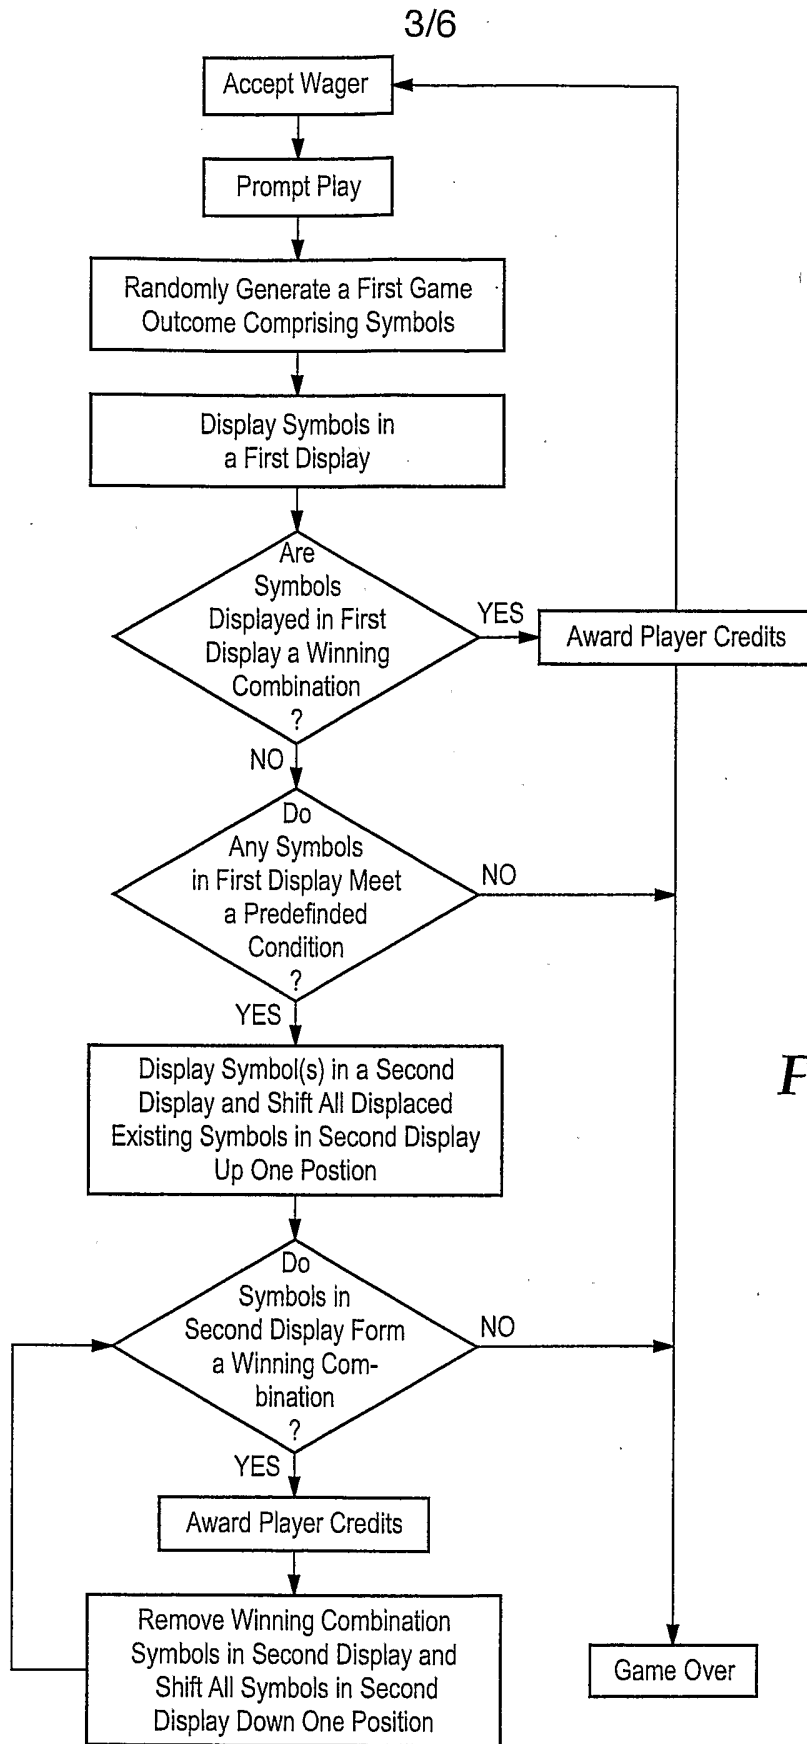 3/6
Accept Wager
Prompt Play
Randomly Generate a First Game
Outcome Comprising Symbols
Display Symbols in
a First Display
Are
Symbols
Displayed in First
Display a Winning
Combination
?
YES
Award Player Credits
NO
Do
Any Symbols
in First Display Meet
a Predefinded
Condition
?
NO
YES
Display Symbol(s) in a Second
Display and Shift All Displaced
Existing Symbols in Second Display
Up One Postion
Do
Symbols in
Second Display Form
a Winning Com-
bination
?
NO
YES
Award Player Credits
Remove Winning Combination
Symbols in Second Display and
Shift All Symbols in Second
Display Down One Position
Game Over